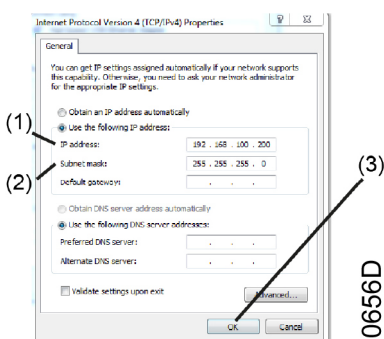 Internet Protocol Version 4 (TCP/IPv4) Properties
General
You can get IP settings assigned automatically if your network supports
this capability. Otherwise, you need to ask your network administrator
for the appropriate IP settings.
Obtain an IP address automatically
Use the following IP address:
(1)
IP address: 192 . 168 . 100 . 200
(2)
Subnet mask: 255 . 255 . 255 . 0
(3)
Default gateway: . . .
Obtain DNS server address automatically
Use the following DNS server addresses:
Preferred DNS server: . . .
Alternate DNS server: . . .
Validate settings upon exit
Advanced...
OK Cancel
0656D